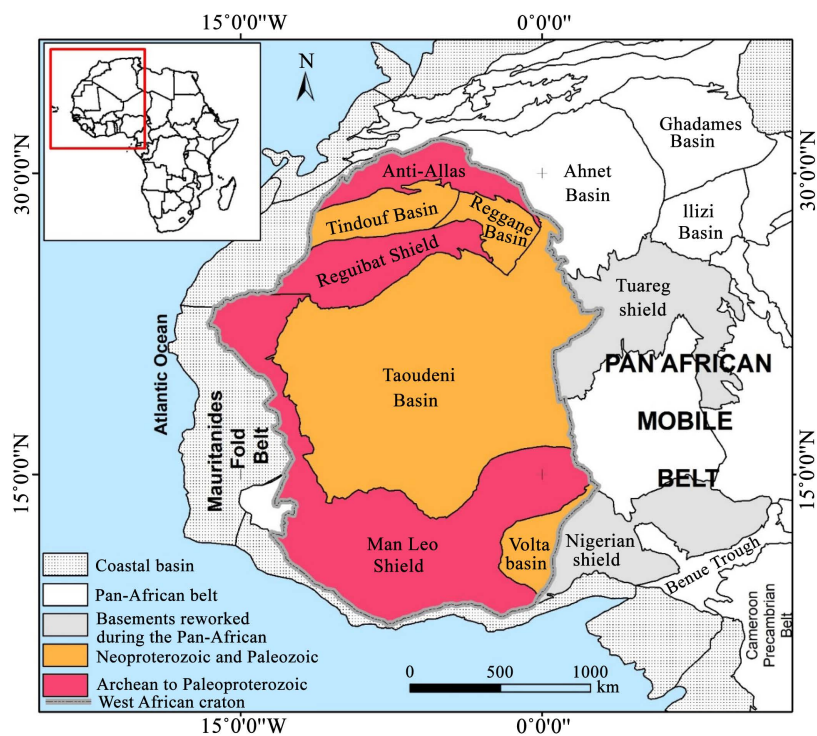 15°0'0"W
0°0'0"
N
30°0'0"N
30°0'0"N
Ghadames
Basin
Anti-Allas
Ahnet
Basin
Tindouf Basin
Reggane
Basin
Ilizi
Basin
Reguibat Shield
Tuareg
shield
Atlantic Ocean
PAN AFRICAN
Taoudeni
Basin
MOBILE
Mauritanides
Fold
Belt
BELT
15°0'0"N
15°0'0"N
Man Leo
Shield
Volta
basin
Nigerian
shield
Benue Trough
Cameroon
Precambrian
Belt
Coastal basin
Pan-African belt
Basements reworked
during the Pan-African
Neoproterozoic and Paleozoic
Archean to Paleoproterozoic
West African craton
0
500
1000
km
15°0'0"W
0°0'0"